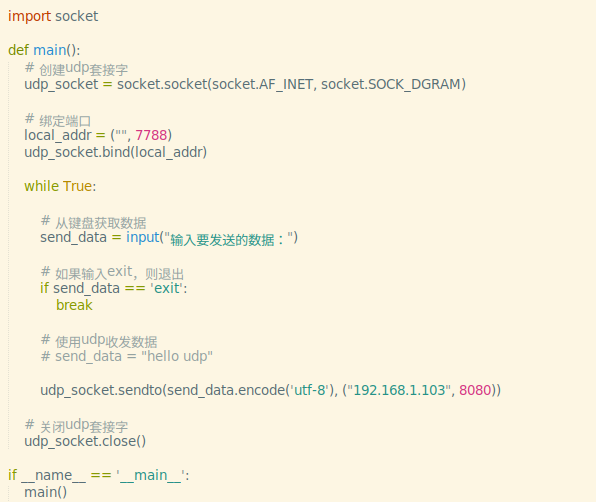 import socket
def main():
# 创建udp套接字
udp_socket = socket.socket(socket.AF_INET, socket.SOCK_DGRAM)
# 绑定端口
local_addr = ("", 7788)
udp_socket.bind(local_addr)
while True:
# 从键盘获取数据
send_data = input("输入要发送的数据：")
# 如果输入exit，则退出
if send_data == 'exit':
break
# 使用udp收发数据
# send_data = "hello udp"
udp_socket.sendto(send_data.encode('utf-8'), ("192.168.1.103", 8080))
# 关闭udp套接字
udp_socket.close()
if __name__ == '__main__':
main()